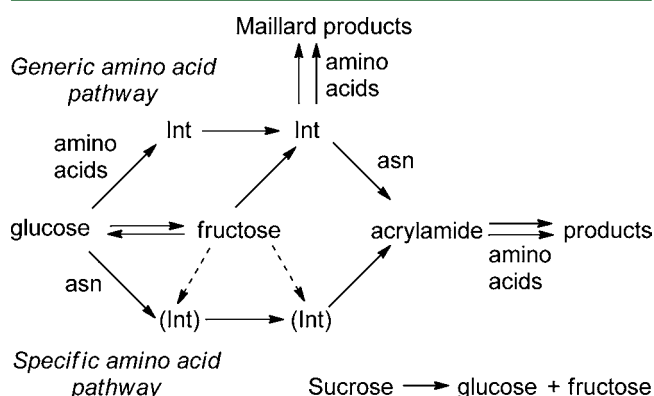 Maillard products
Generic amino acid
pathway
amino
acids
Int
Int
amino
acids
asn
glucose
fructose
acrylamide
products
amino
acids
asn
(Int)
(Int)
Specific amino acid
pathway
Sucrose
glucose + fructose